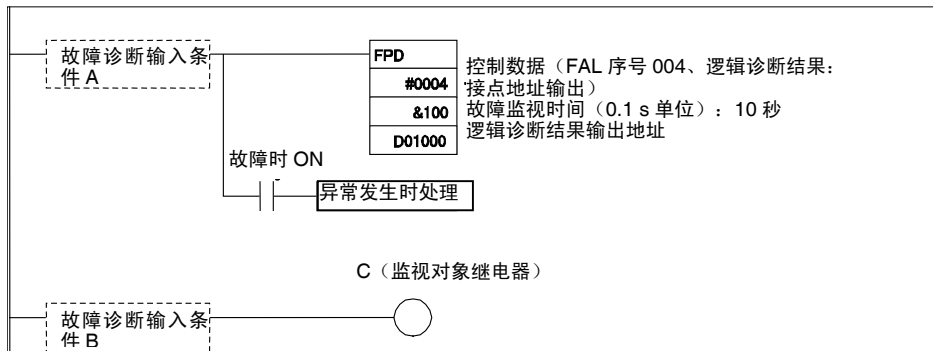 故障诊断输入条
件 A
FPD
#0004
&100
D01000
控制数据（FAL 序号 004、逻辑诊断结果：
接点地址输出）
故障监视时间（0.1 s 单位）：10 秒
逻辑诊断结果输出地址
故障时 ON
异常发生时处理
C（监视对象继电器）
故障诊断输入条
件 B